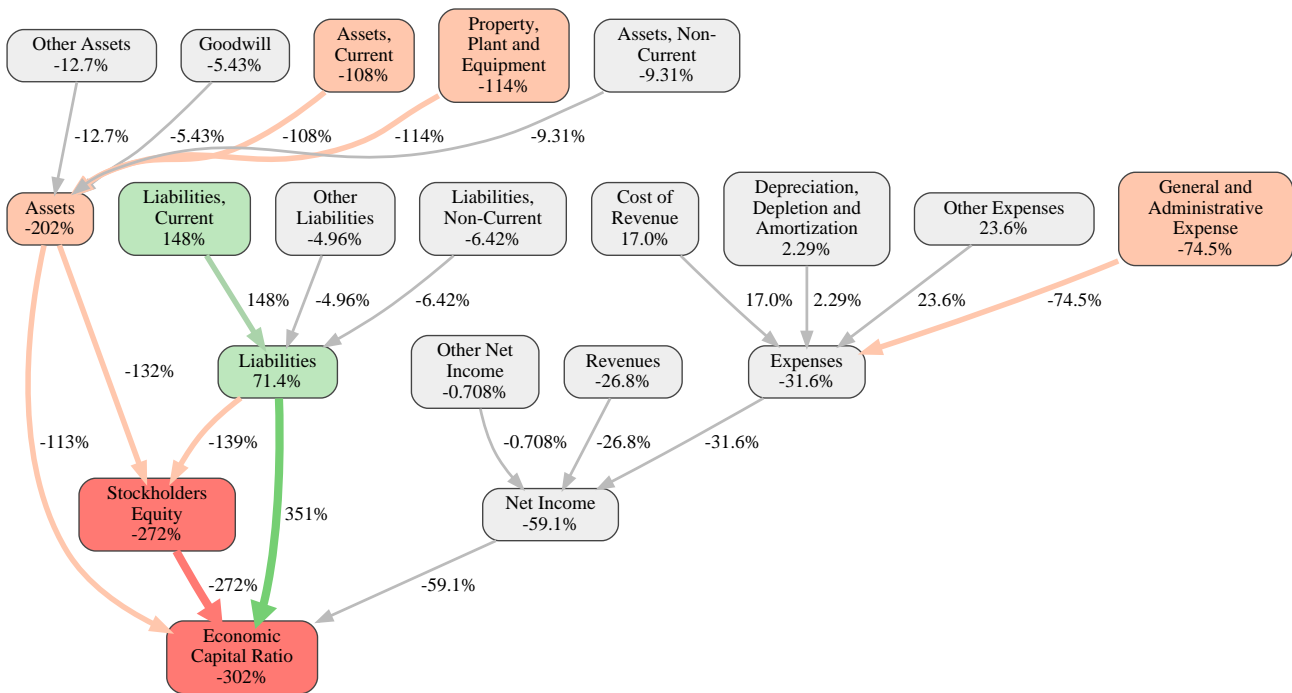 Other Assets
-12.7%
Goodwill
-5.43%
Assets,
Current
-108%
Property,
Plant and
Equipment
-114%
Assets, Non-
Current
-9.31%
-12.7%
-5.43%
-108%
-114%
-9.31%
Assets
-202%
Liabilities,
Current
148%
Other
Liabilities
-4.96%
Liabilities,
Non-Current
-6.42%
Cost of
Revenue
17.0%
Depreciation,
Depletion and
Amortization
2.29%
Other Expenses
23.6%
General and
Administrative
Expense
-74.5%
148%
-4.96%
-6.42%
17.0%
2.29%
23.6%
-74.5%
-132%
Liabilities
71.4%
Other Net
Income
-0.708%
Revenues
-26.8%
Expenses
-31.6%
-113%
-139%
-0.708%
-26.8%
-31.6%
Stockholders
Equity
-272%
351%
Net Income
-59.1%
-272%
-59.1%
Economic
Capital Ratio
-302%